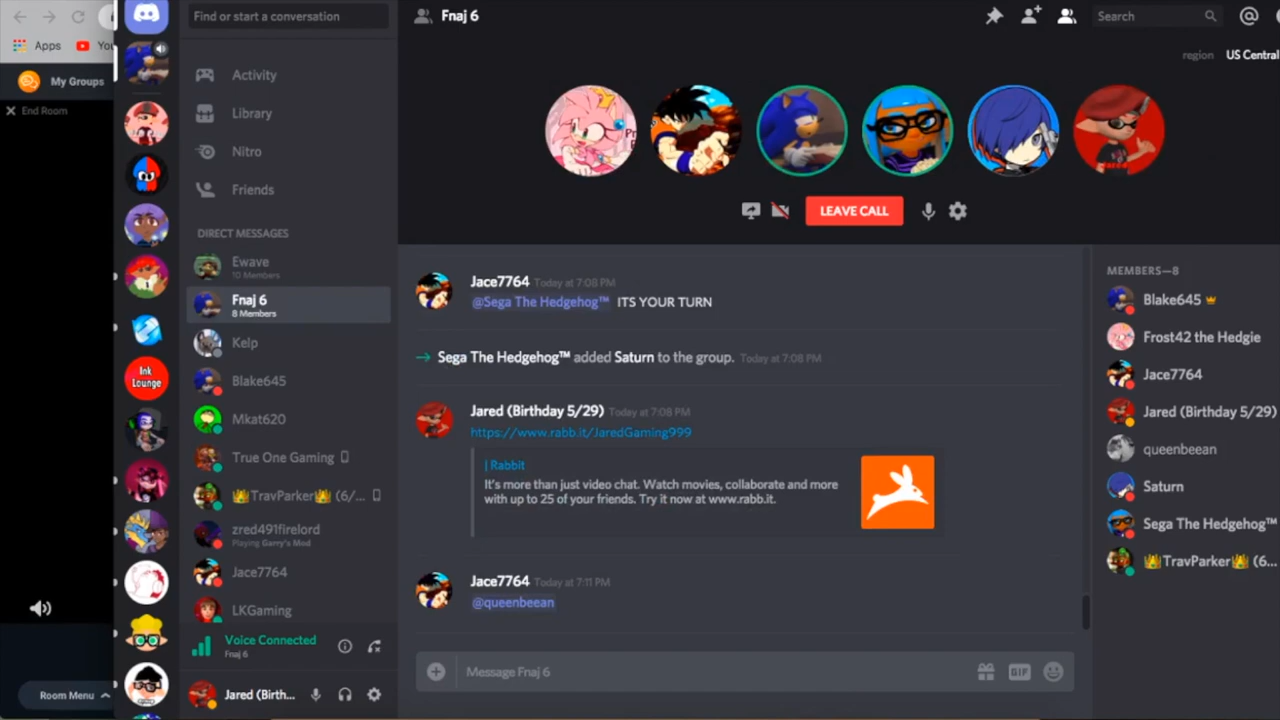 Apps
You
My Groups
End Room
Room Menu
Ink
Lounge
Find or start a conversation
Activity
Library
Nitro
Friends
DIRECT MESSAGES
Ewave
10 Members
Fnaj 6
8 Members
Kelp
Blake645
Mkat620
True One Gaming
👑TravParker👑 (6/...
zred491firelord
Playing Garry's Mod
Jace7764
LKGaming
Voice Connected
Fnaj 6
Jared (Birth...
Fnaj 6
Search
region US Central
LEAVE CALL
Jace7764 Today at 7:08 PM
@Sega The Hedgehog™ ITS YOUR TURN
Sega The Hedgehog™ added Saturn to the group. Today at 7:08 PM
Jared (Birthday 5/29) Today at 7:08 PM
https://www.rabb.it/JaredGaming999
| Rabbit
It's more than just video chat. Watch movies, collaborate and more
with up to 25 of your friends. Try it now at www.rabb.it.
Jace7764 Today at 7:11 PM
@queenbeean
Message Fnaj 6
GIF
MEMBERS—8
Blake645
Frost42 the Hedgie
Jace7764
Jared (Birthday 5/29)
queenbeean
Saturn
Sega The Hedgehog™
👑TravParker👑 (6...